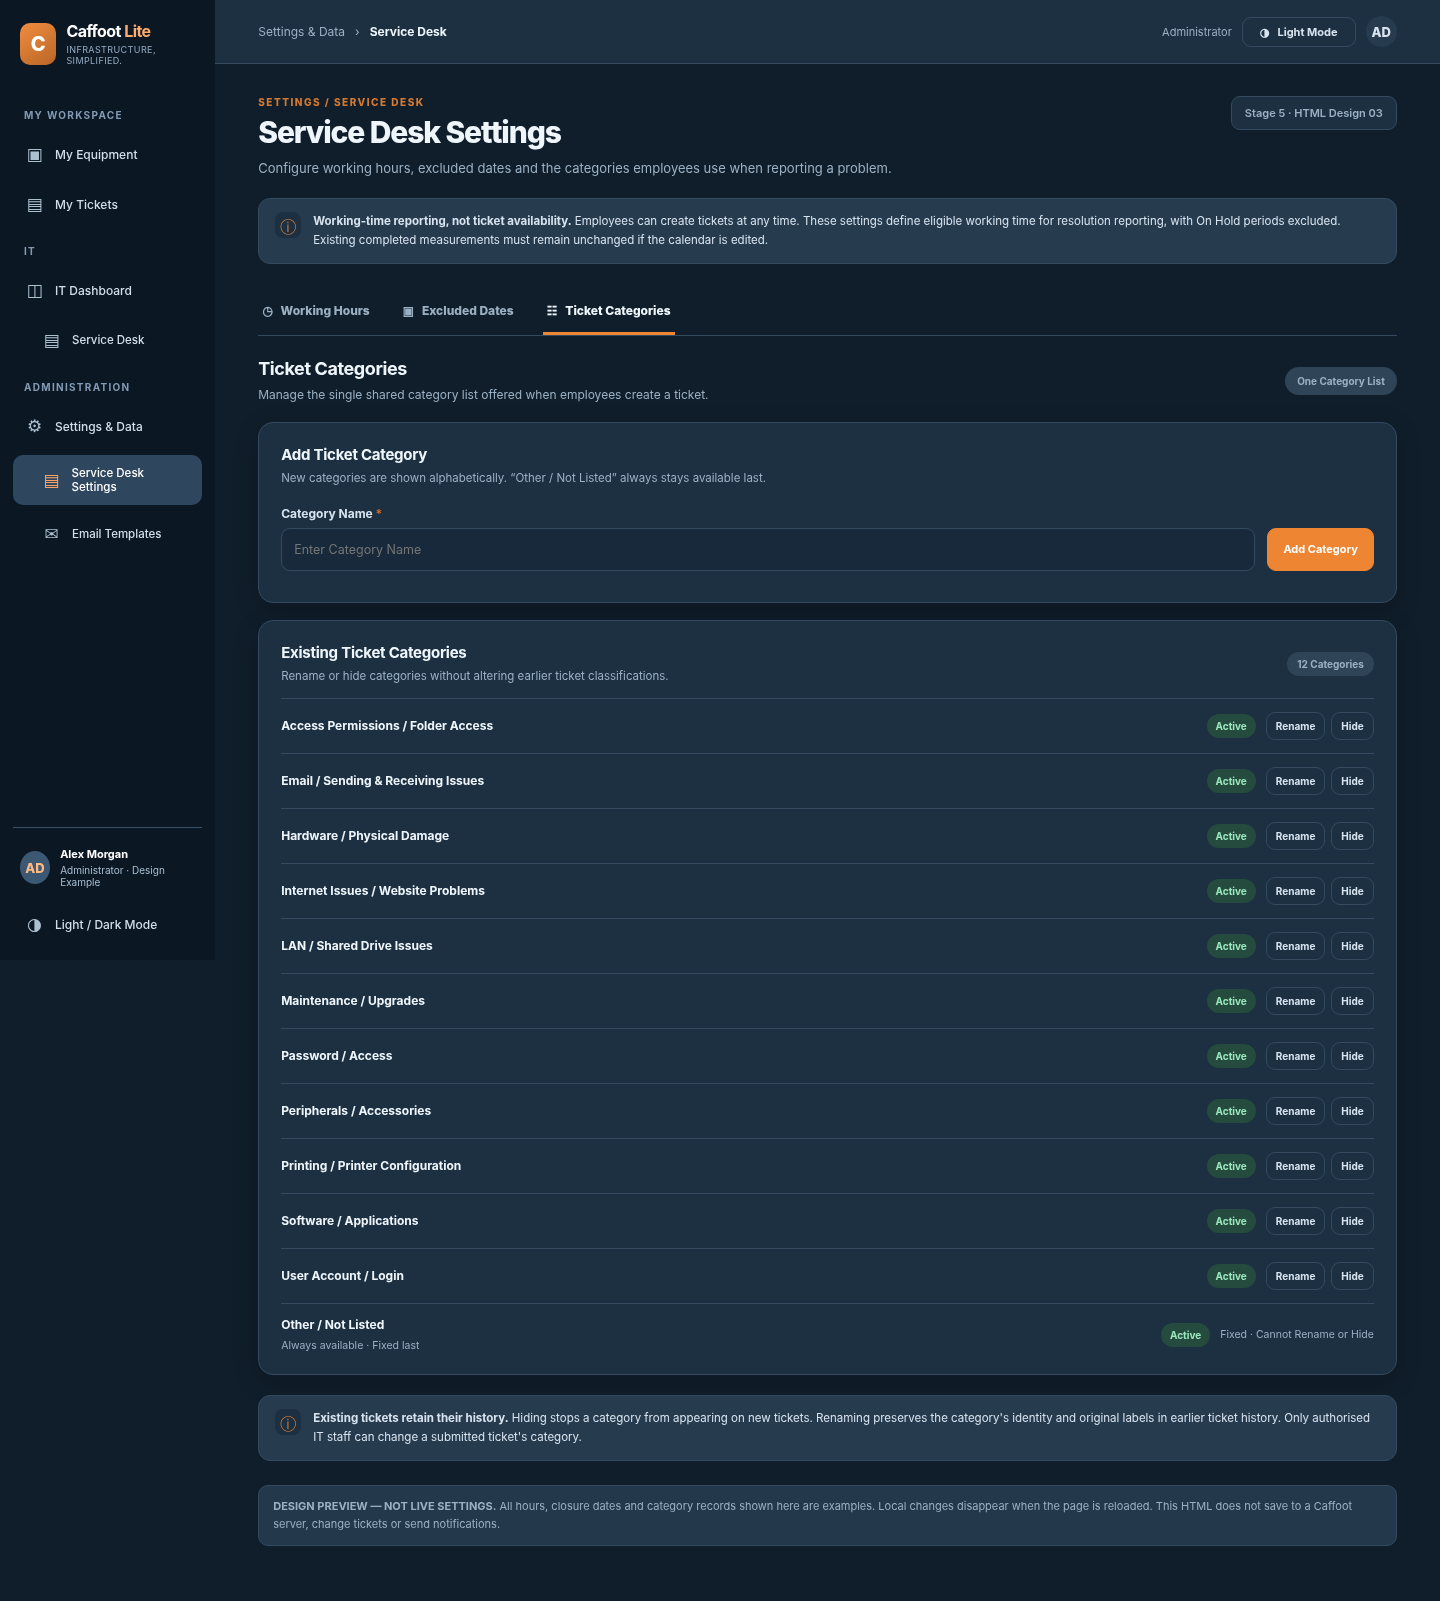 C
Caffoot Lite
INFRASTRUCTURE,
SIMPLIFIED.
MY WORKSPACE
My Equipment
My Tickets
IT
IT Dashboard
Service Desk
ADMINISTRATION
Settings & Data
Service Desk
Settings
Email Templates
AD
Alex Morgan
Administrator · Design
Example
Light / Dark Mode
Settings & Data › Service Desk
Administrator
Light Mode
AD
SETTINGS / SERVICE DESK
Service Desk Settings
Configure working hours, excluded dates and the categories employees use when reporting a problem.
Stage 5 · HTML Design 03
Working-time reporting, not ticket availability. Employees can create tickets at any time. These settings define eligible working time for resolution reporting, with On Hold periods excluded.
Existing completed measurements must remain unchanged if the calendar is edited.
Working Hours
Excluded Dates
Ticket Categories
Ticket Categories
Manage the single shared category list offered when employees create a ticket.
One Category List
Add Ticket Category
New categories are shown alphabetically. “Other / Not Listed” always stays available last.
Category Name *
Enter Category Name
Add Category
Existing Ticket Categories
Rename or hide categories without altering earlier ticket classifications.
12 Categories
Access Permissions / Folder Access Active Rename Hide
Email / Sending & Receiving Issues Active Rename Hide
Hardware / Physical Damage Active Rename Hide
Internet Issues / Website Problems Active Rename Hide
LAN / Shared Drive Issues Active Rename Hide
Maintenance / Upgrades Active Rename Hide
Password / Access Active Rename Hide
Peripherals / Accessories Active Rename Hide
Printing / Printer Configuration Active Rename Hide
Software / Applications Active Rename Hide
User Account / Login Active Rename Hide
Other / Not Listed
Always available · Fixed last
Active Fixed · Cannot Rename or Hide
Existing tickets retain their history. Hiding stops a category from appearing on new tickets. Renaming preserves the category's identity and original labels in earlier ticket history. Only authorised
IT staff can change a submitted ticket's category.
DESIGN PREVIEW — NOT LIVE SETTINGS. All hours, closure dates and category records shown here are examples. Local changes disappear when the page is reloaded. This HTML does not save to a Caffoot
server, change tickets or send notifications.